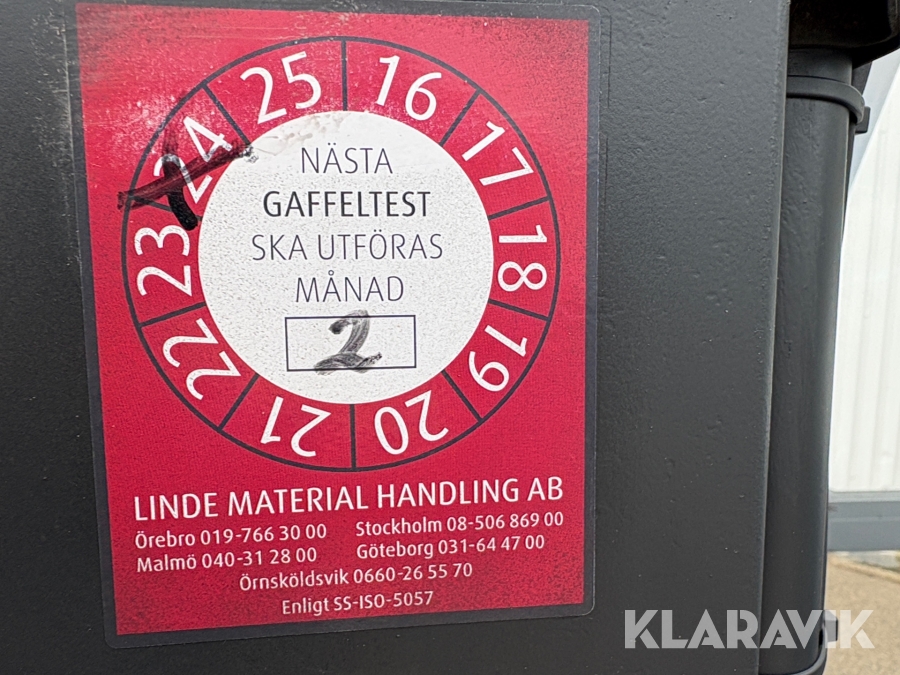 25 16 17 18 19 20 21 22 23 24
NÄSTA
GAFFELTEST
SKA UTFÖRAS
MÅNAD
2
LINDE MATERIAL HANDLING AB
Örebro 019-766 30 00 Stockholm 08-506 869 00
Malmö 040-31 28 00 Göteborg 031-64 47 00
Örnsköldsvik 0660-26 55 70
Enligt SS-ISO-5057
KLARAVIK